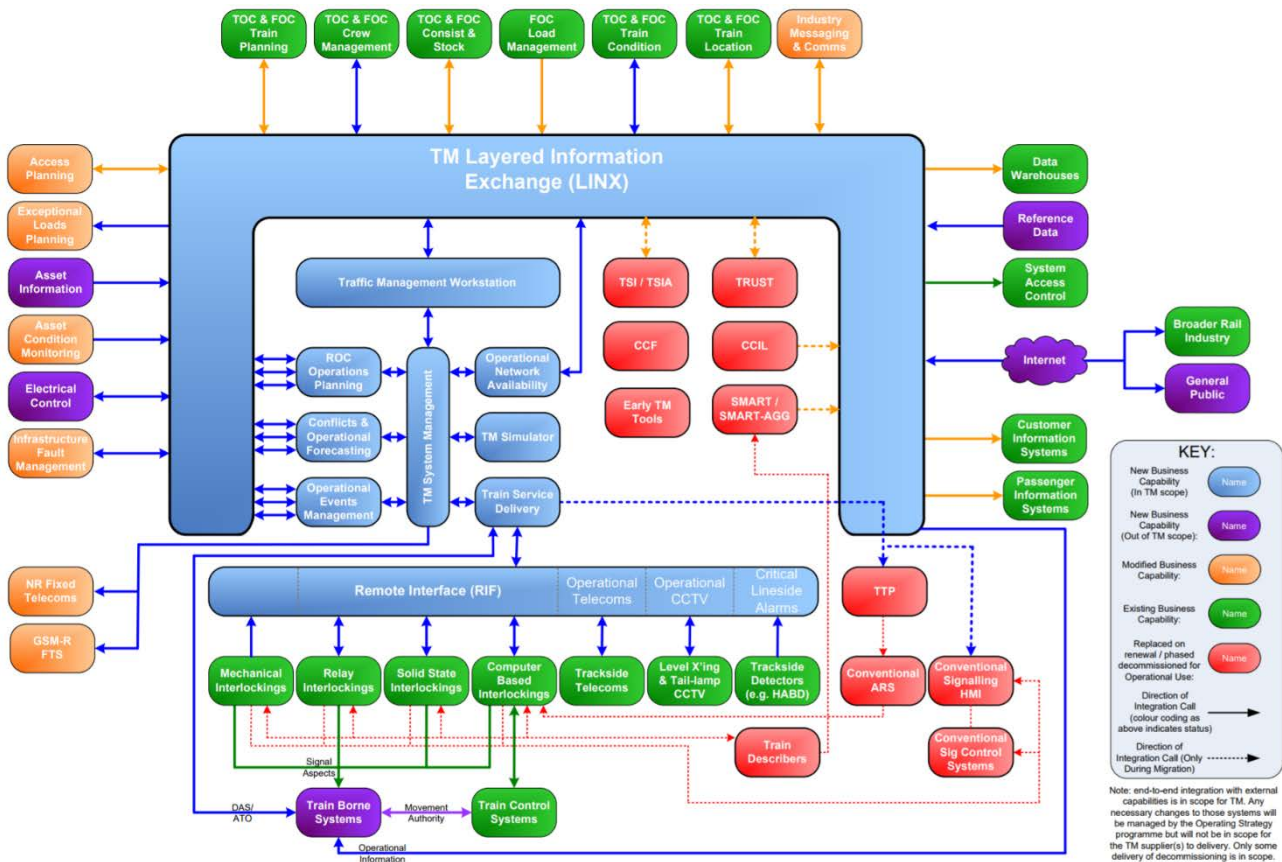 TOC & FOC
Train
Planning
TOC & FOC
Crew
Management
TOC & FOC
Consist &
Stock
FOC
Load
Management
TOC & FOC
Train
Condition
TOC & FOC
Train
Location
Industry
Messaging
& Comms
TM Layered Information
Exchange (LINX)
Access
Planning
Exceptional
Loads
Planning
Asset
Information
Asset
Condition
Monitoring
Electrical
Control
Infrastructure
Fault
Management
NR Fixed
Telecoms
GSM-R
FTS
Data
Warehouses
Reference
Data
System
Access
Control
Internet
Broader Rail
Industry
General
Public
Customer
Information
Systems
Passenger
Information
Systems
Traffic Management Workstation
TSI / TSIA
TRUST
CCF
CCIL
Early TM
Tools
SMART /
SMART-AGG
ROC
Operations
Planning
Conflicts &
Operational
Forecasting
Operational
Events
Management
TM System Management
Operational
Network
Availability
TM Simulator
Train Service
Delivery
Remote Interface (RIF)
Operational
Telecoms
Operational
CCTV
Critical
Lineside
Alarms
TTP
Mechanical
Interlockings
Relay
Interlockings
Solid State
Interlockings
Computer
Based
Interlockings
Trackside
Telecoms
Level X'ing
& Tail-lamp
CCTV
Trackside
Detectors
(e.g. HABD)
Conventional
ARS
Conventional
Signalling
HMI
Train
Describers
Conventional
Sig Control
Systems
Signal
Aspects
DAS/
ATO
Train Borne
Systems
Movement
Authority
Train Control
Systems
Operational
Information
KEY:
New Business
Capability
(In TM scope)
Name
New Business
Capability
(Out of TM scope):
Name
Modified Business
Capability:
Name
Existing Business
Capability:
Name
Replaced on
renewal / phased
decommissioned for
Operational Use:
Name
Direction of
Integration Call
(colour coding as
above indicates status)
Direction of
Integration Call (Only
During Migration)
Note: end-to-end integration with external
capabilities is in scope for TM. Any
necessary changes to those systems will
be managed by the Operating Strategy
programme but will not be in scope for
the TM supplier(s) to delivery. Only some
delivery of decommissioning is in scope.